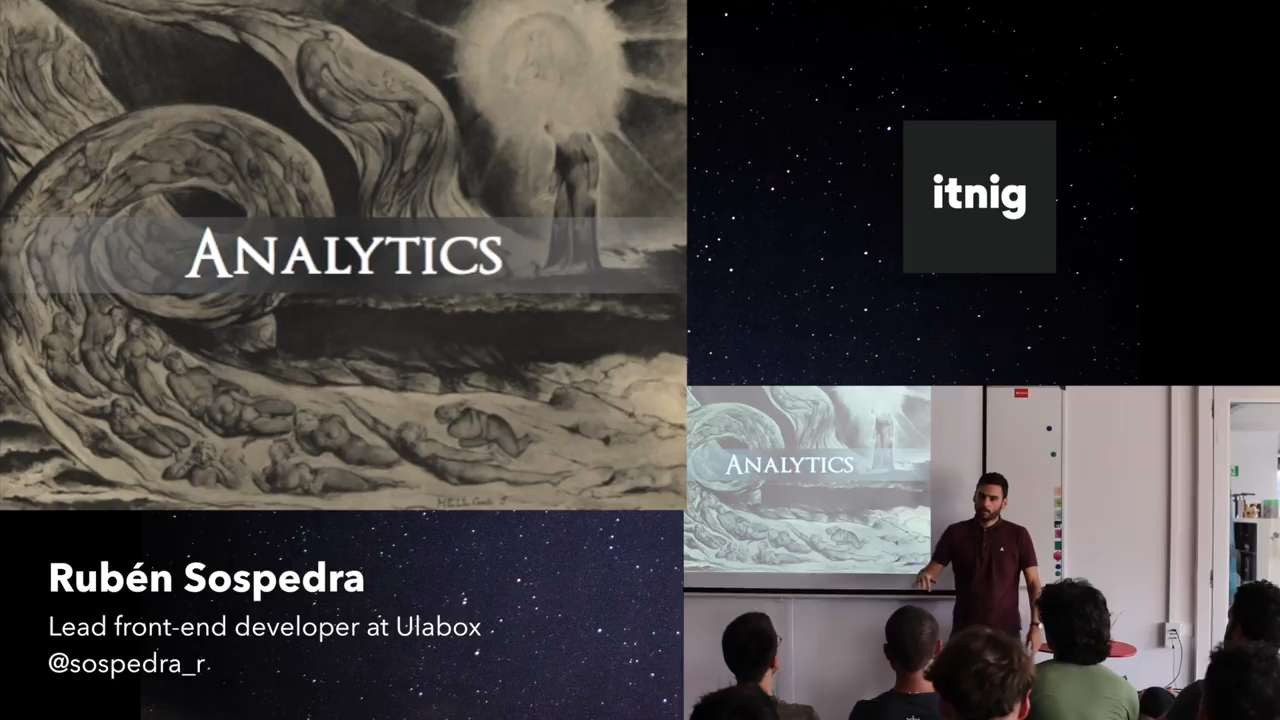 ANALYTICS
itnig
ANALYTICS
Rubén Sospedra
Lead front-end developer at Ulabox
@sospedra_r